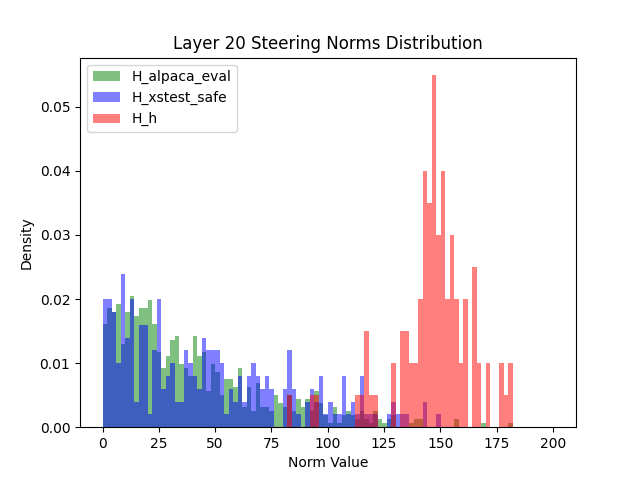 Layer 20 Steering Norms Distribution
H_alpaca_eval
H_xstest_safe
H_h
0.05
0.04
0.03
0.02
0.01
0.00
Density
0 25 50 75 100 125 150 175 200
Norm Value